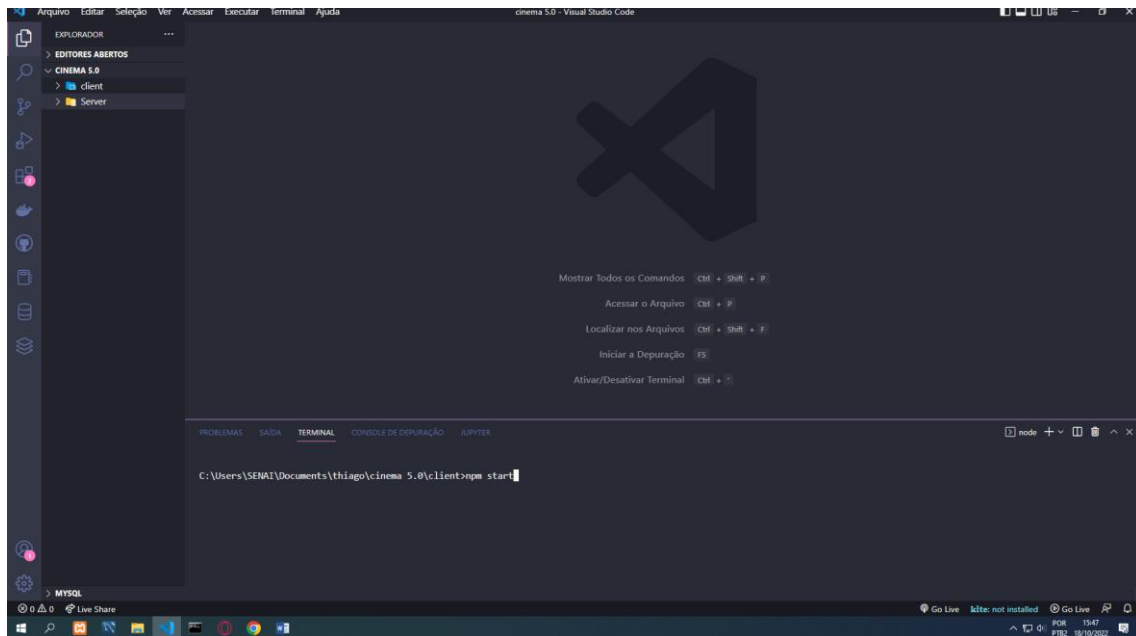 Arquivo Editar Seleção Ver Acessar Executar Terminal Ajuda
cinema 5.0 - Visual Studio Code
EXPLORADOR
EDITORES ABERTOS
CINEMA 5.0
client
Server
Mostrar Todos os Comandos Ctrl + Shift + P
Acessar o Arquivo Ctrl + P
Localizar nos Arquivos Ctrl + Shift + F
Iniciar a Depuração F5
Ativar/Desativar Terminal Ctrl + '
PROBLEMAS SAÍDA TERMINAL CONSOLE DE DEPURAÇÃO JUPYTER
node
C:\Users\SENAI\Documents\thiago\cinema 5.0\client>npm start
MYSQL
0 0 Live Share
Go Live kite: not installed Go Live
POR 15:47
PTB2 18/10/2022